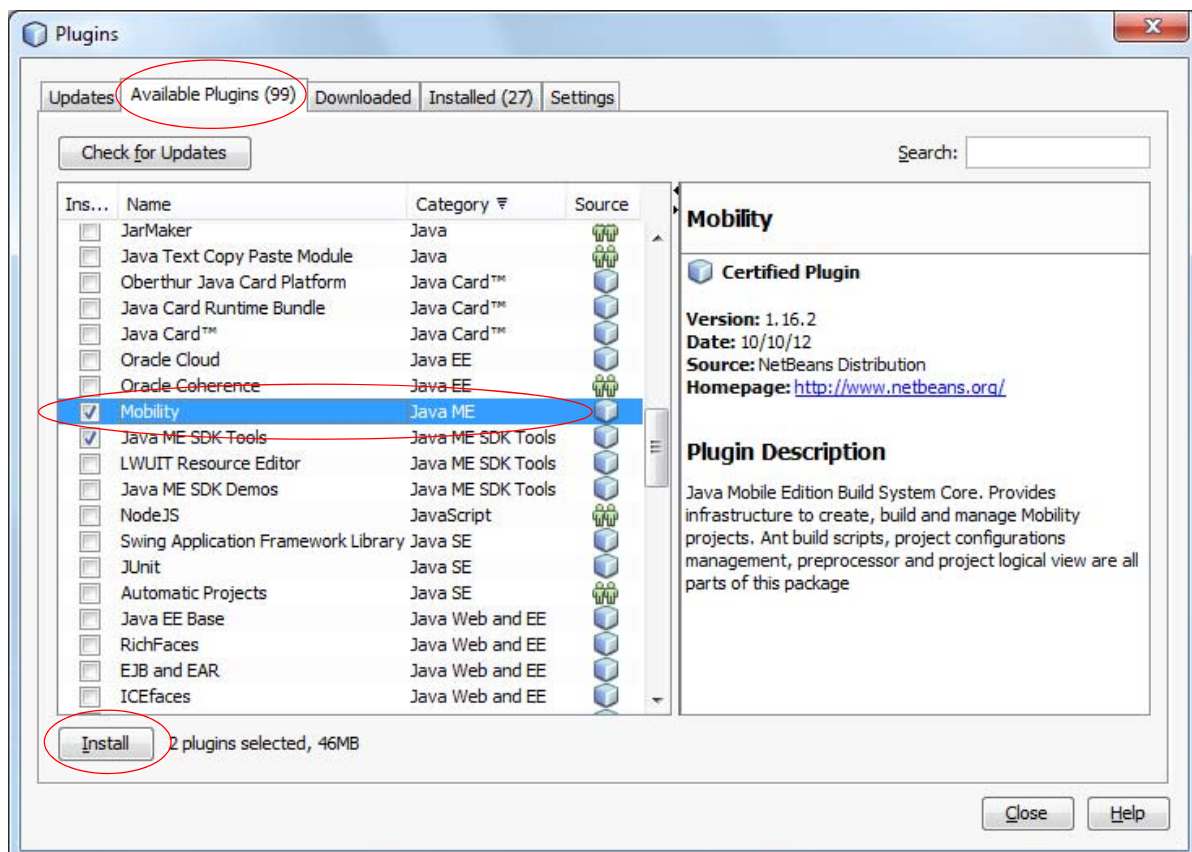 Plugins
Updates Available Plugins (99) Downloaded Installed (27) Settings
Check for Updates Search:
Ins... Name Category Source
JarMaker Java
Java Text Copy Paste Module Java
Oberthur Java Card Platform Java Card™
Java Card Runtime Bundle Java Card™
Java Card™ Java Card™
Oracle Cloud Java EE
Oracle Coherence Java EE
Mobility Java ME
Java ME SDK Tools Java ME SDK Tools
LWUIT Resource Editor Java ME SDK Tools
Java ME SDK Demos Java ME SDK Tools
NodeJS JavaScript
Swing Application Framework Library Java SE
JUnit Java SE
Automatic Projects Java SE
Java EE Base Java Web and EE
RichFaces Java Web and EE
EJB and EAR Java Web and EE
ICEfaces Java Web and EE
Mobility
Certified Plugin
Version: 1.16.2
Date: 10/10/12
Source: NetBeans Distribution
Homepage: http://www.netbeans.org/
Plugin Description
Java Mobile Edition Build System Core. Provides
infrastructure to create, build and manage Mobility
projects. Ant build scripts, project configurations
management, preprocessor and project logical view are all
parts of this package
Install 2 plugins selected, 46MB
Close Help